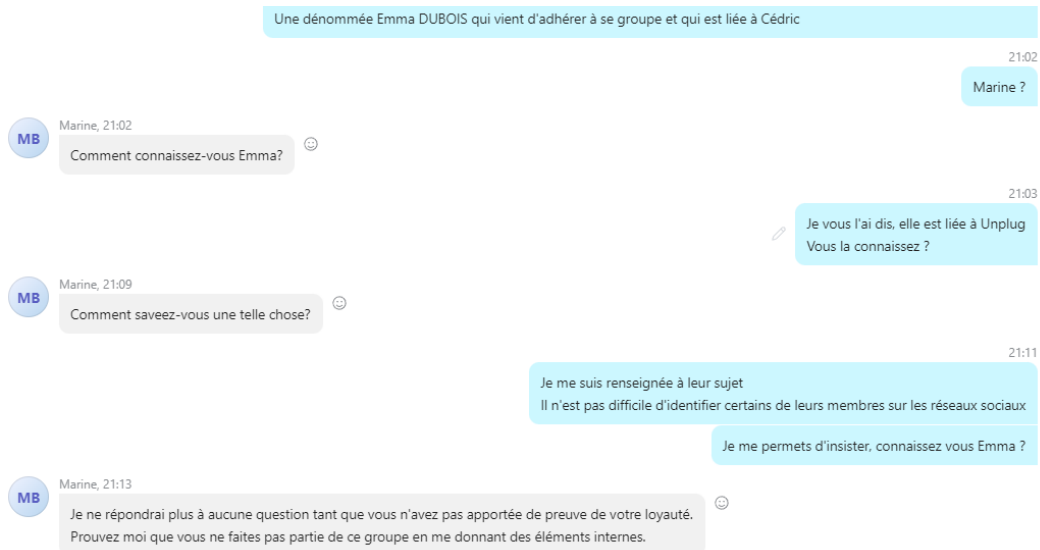 Une dénommée Emma DUBOIS qui vient d'adhérer à se groupe et qui est liée à Cédric
21:02
Marine ?
Marine, 21:02
MB
Comment connaissez-vous Emma?
21:03
Je vous l'ai dis, elle est liée à Unplug
Vous la connaissez ?
Marine, 21:09
MB
Comment saveez-vous une telle chose?
21:11
Je me suis renseignée à leur sujet
Il n'est pas difficile d'identifier certains de leurs membres sur les réseaux sociaux
Je me permets d'insister, connaissez vous Emma ?
Marine, 21:13
MB
Je ne répondrai plus à aucune question tant que vous n'avez pas apportée de preuve de votre loyauté.
Prouvez moi que vous ne faites pas partie de ce groupe en me donnant des éléments internes.